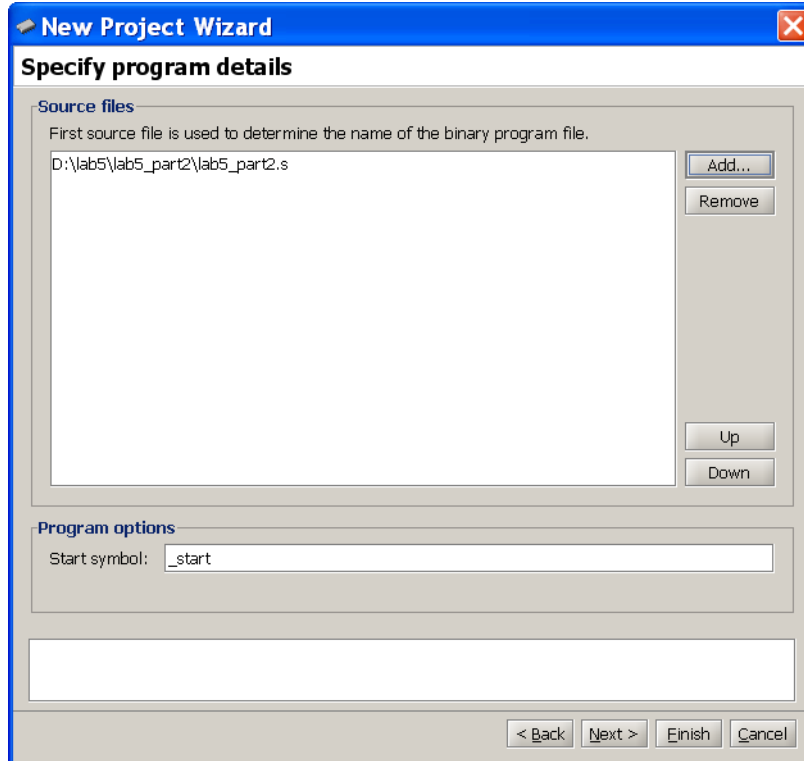 New Project Wizard
Specify program details
Source files
First source file is used to determine the name of the binary program file.
D:\lab5\lab5_part2\lab5_part2.s
Add...
Remove
Up
Down
Program options
Start symbol: _start
< Back Next > Finish Cancel